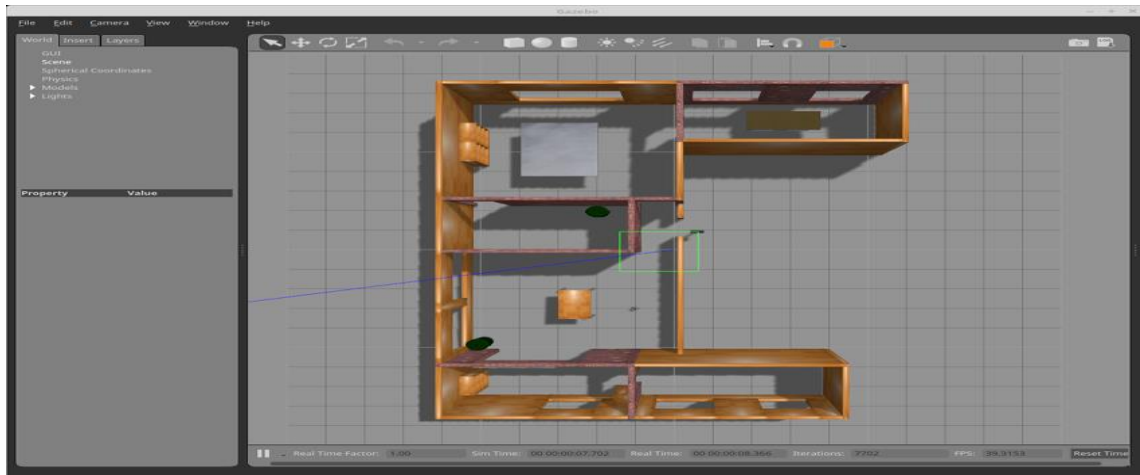 Gazebo
File Edit Camera View Window Help
World Insert Layers
GUI
Scene
Spherical Coordinates
Physics
Models
Lights
Property Value
Real Time Factor: 1.00 Sim Time: 00 00:00:07.702 Real Time: 00 00:00:08.366 Iterations: 7702 FPS: 39.3153 Reset Time